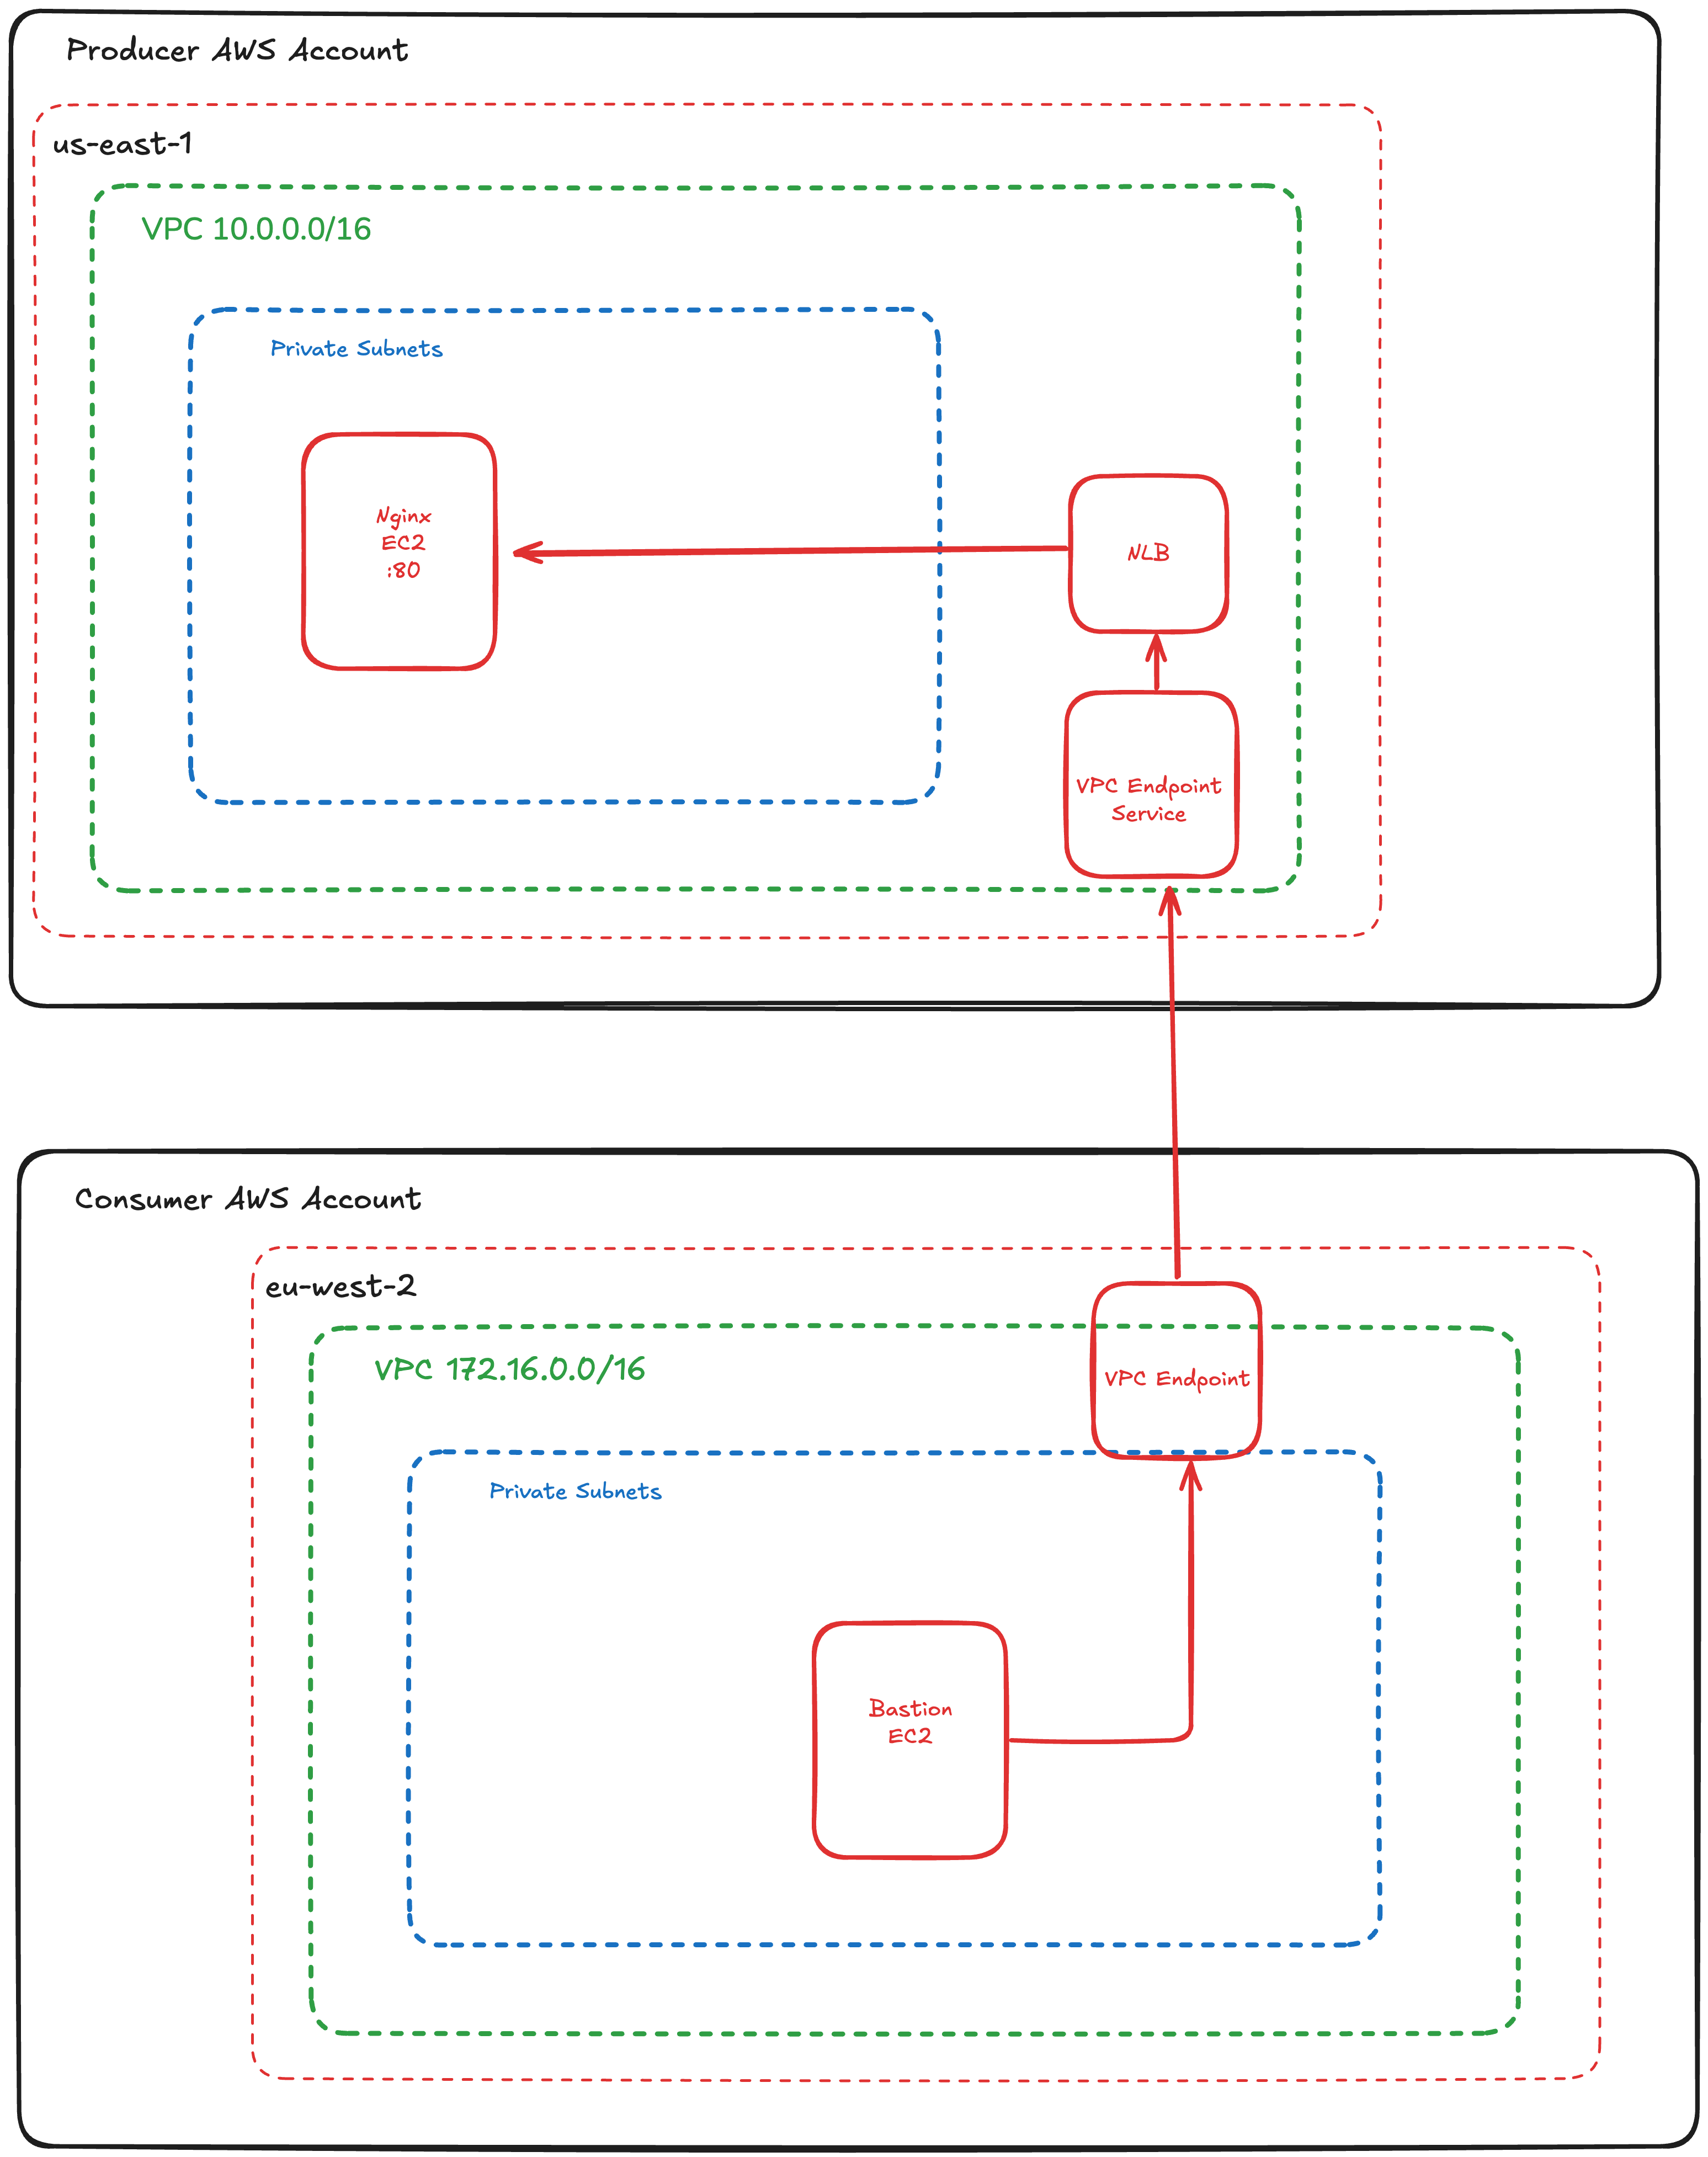 Producer AWS Account
us-east-1
VPC 10.0.0.0/16
Private Subnets
Nginx
EC2
:80
NLB
VPC Endpoint
Service
Consumer AWS Account
eu-west-2
VPC 172.16.0.0/16
VPC Endpoint
Private Subnets
Bastion
EC2